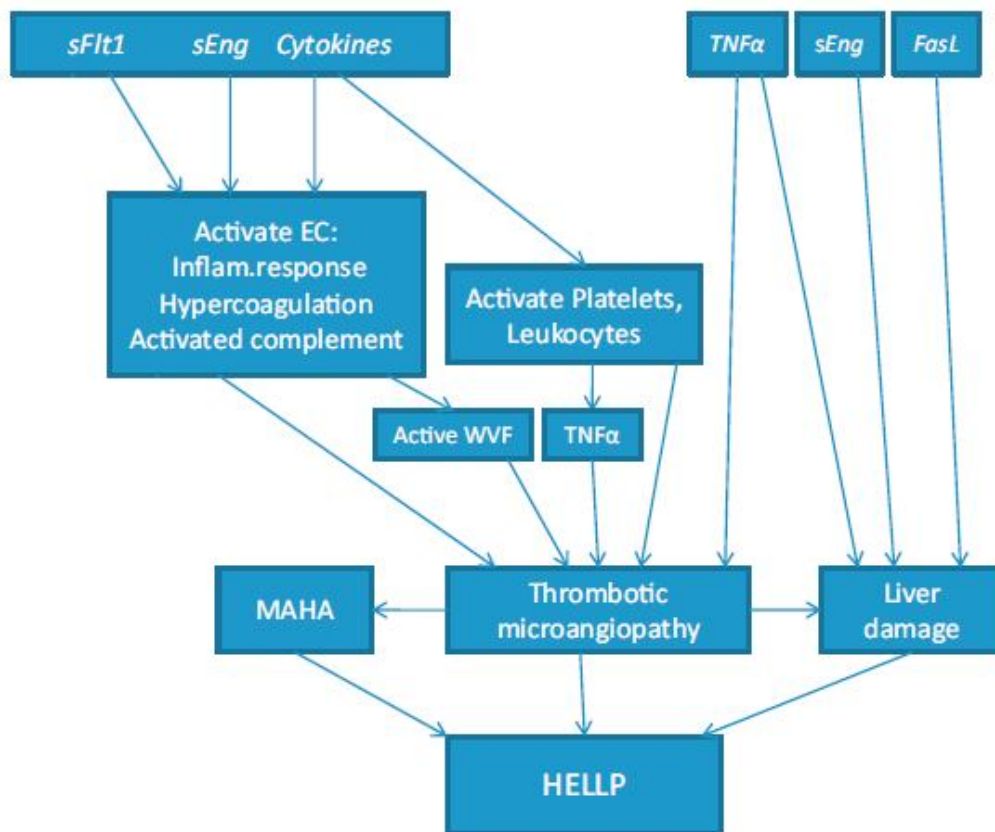 sFlt1 sEng Cytokines
TNFα sEng FasL
Activate EC:
Inflam.response
Hypercoagulation
Activated complement
Activate Platelets,
Leukocytes
Active WVF
TNFα
MAHA
Thrombotic
microangiopathy
Liver
damage
HELLP